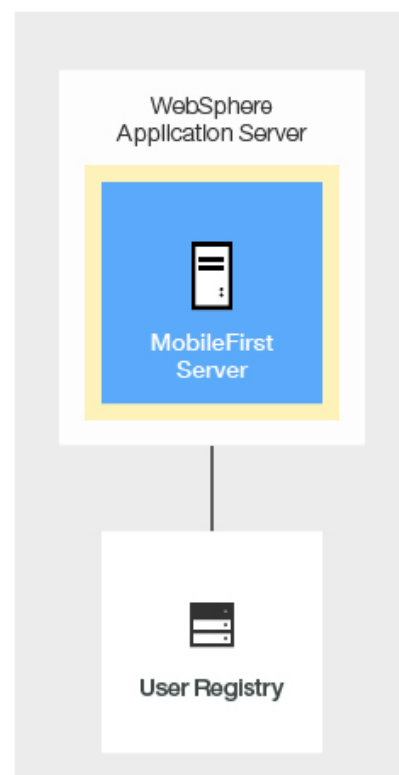 WebSphere
Application Server
MobileFirst
Server
User Registry